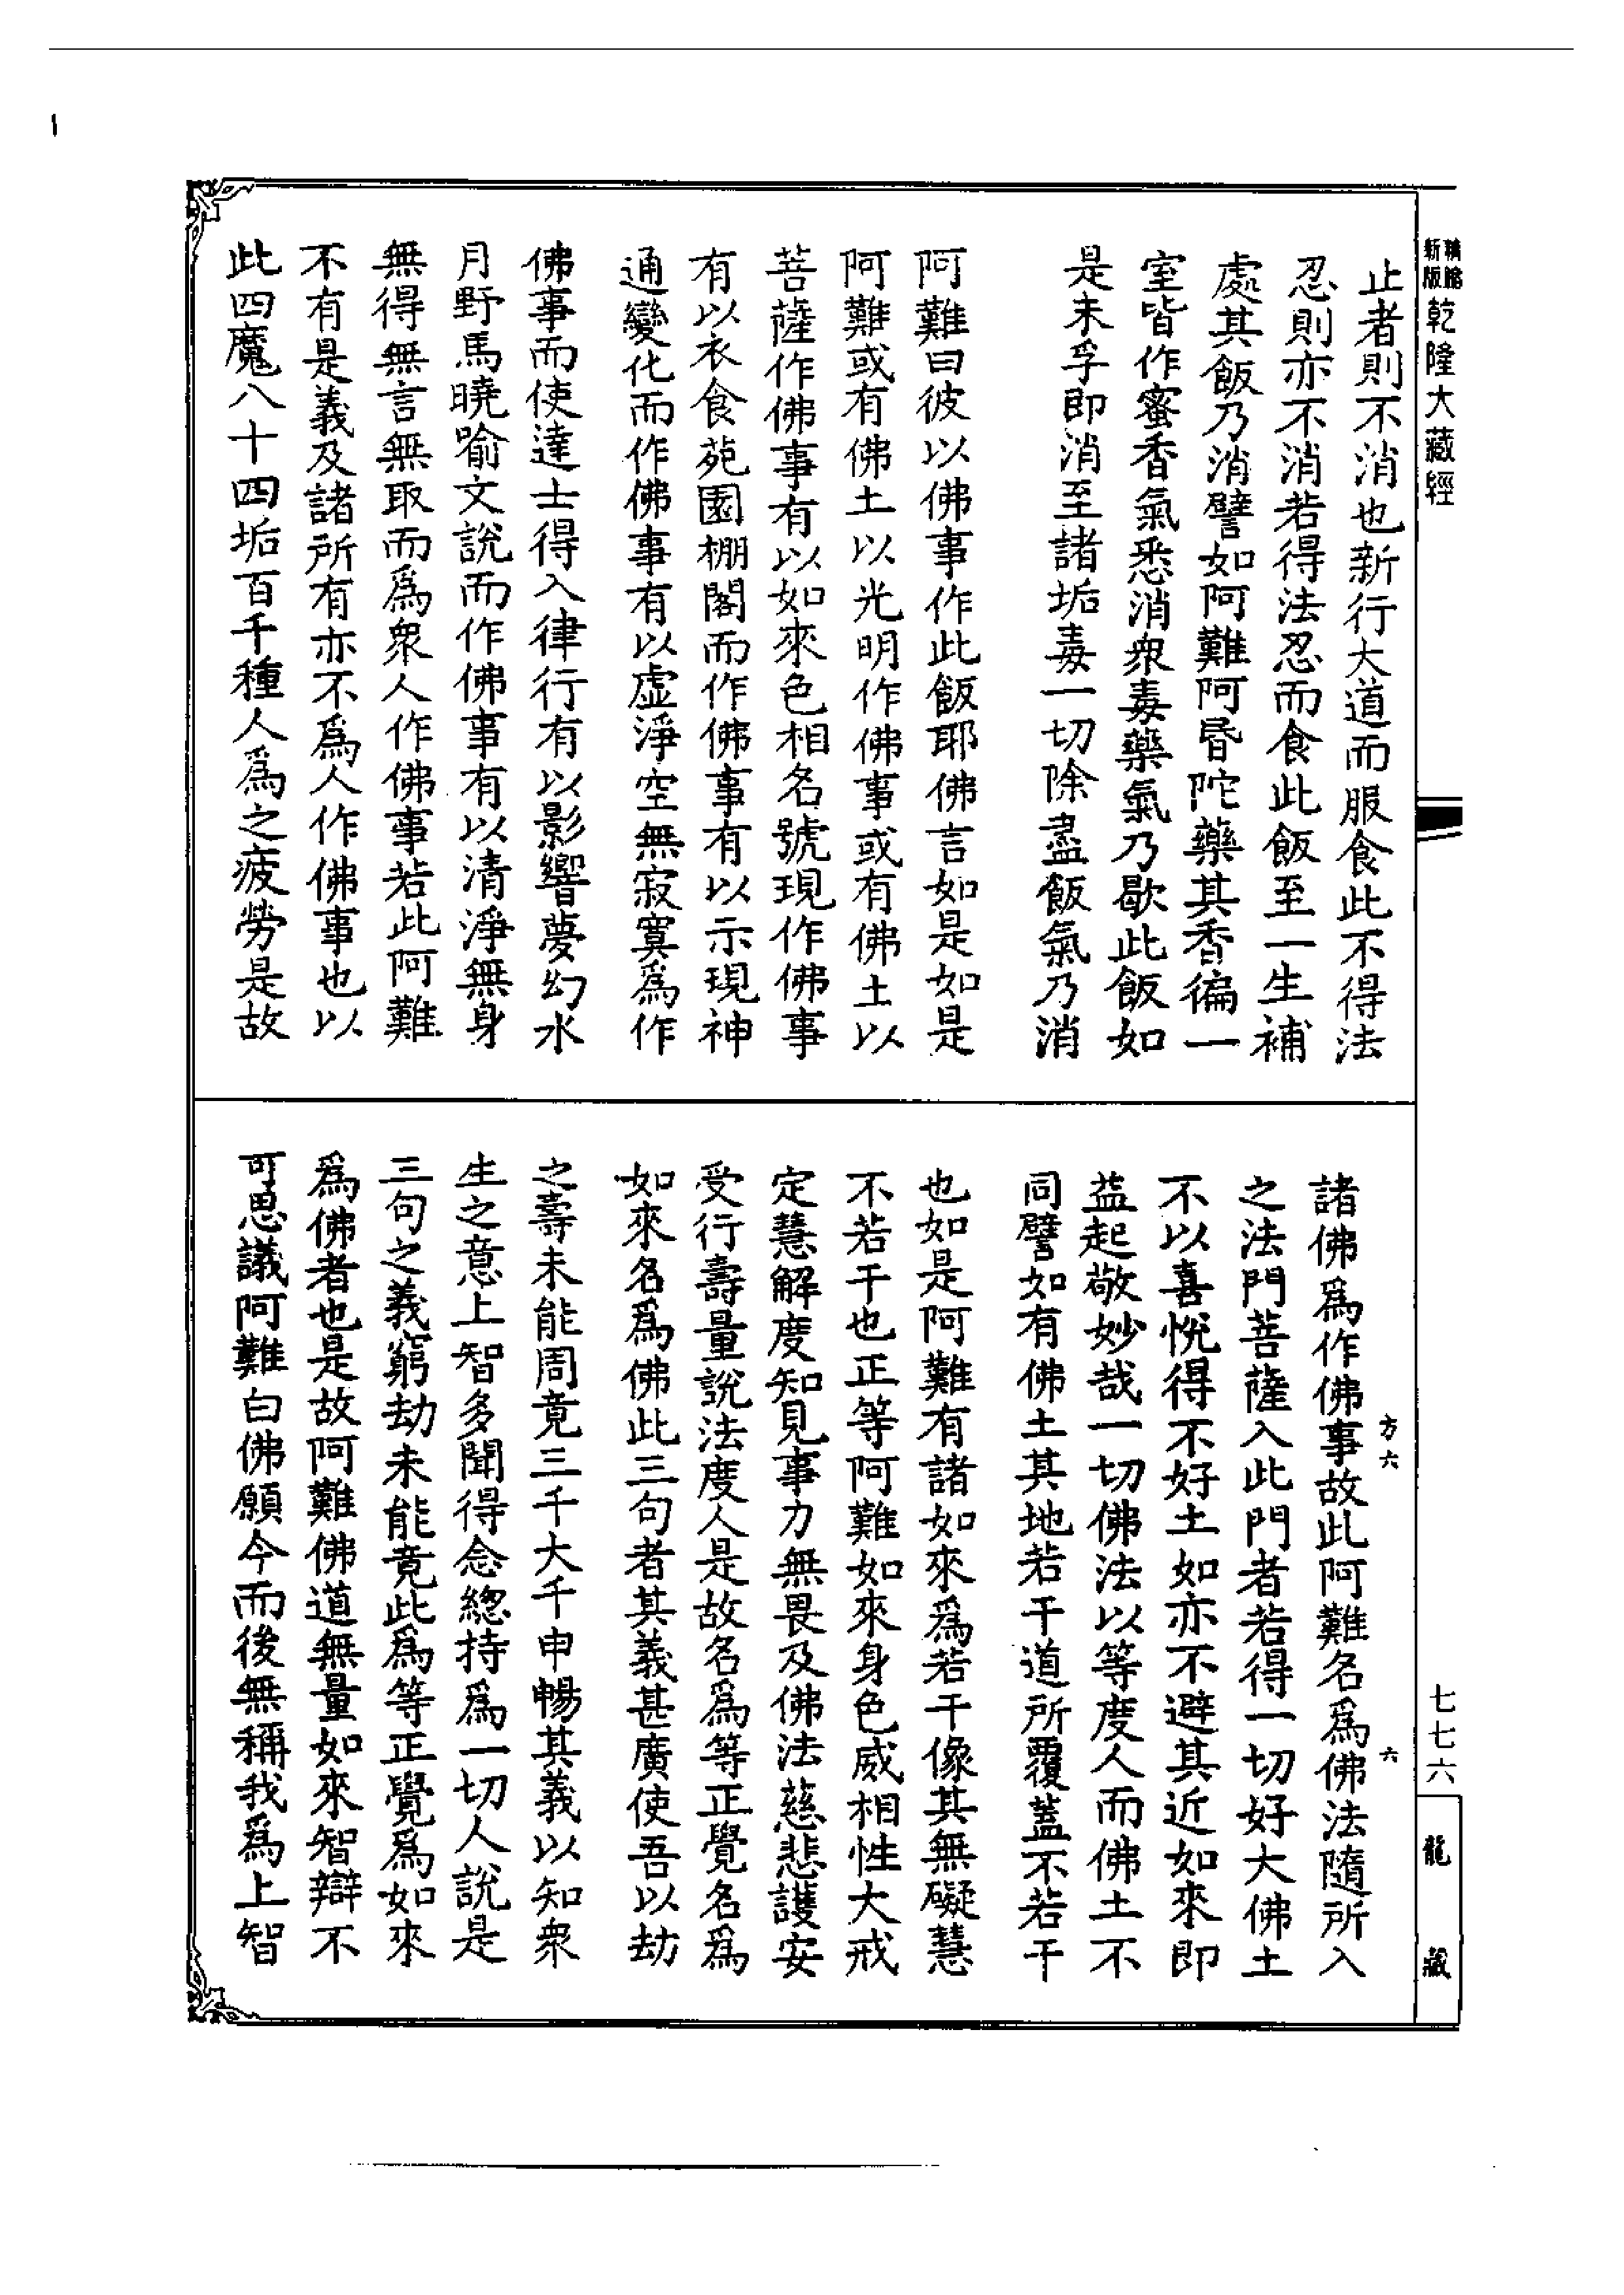 精縮新版乾隆大藏經
止者則不消也新行大道而服食此不得法
忍則亦不消若得法忍而食此飯至一生補
處其飯乃消譬如阿難阿昬陀藥其香徧一
室皆作蜜香氣悉消衆毒藥氣乃歇此飯如
是未孚即消至諸垢毒一切除盡飯氣乃消
阿難曰彼以佛事作此飯耶佛言如是如是
阿難或有佛土以光明作佛事或有佛土以
菩薩作佛事有以如來色相名號現作佛事
有以衣食苑園棚閣而作佛事有以示現神
通變化而作佛事有以虛淨空無寂寞爲作
佛事而使達士得入律行有以影響夢幻水
月野馬曉喻文說而作佛事有以清淨無身
無得無言無取而爲衆人作佛事若此阿難
不有是義及諸所有亦不爲人作佛事也以
此四魔八十四垢百千種人爲之疲勞是故
諸佛爲作佛事故此阿難名爲佛法隨所入
之法門菩薩入此門者若得一切好大佛土
不以喜悅得不好土如亦不避其近如來即
益起敬妙哉一切佛法以等度人而佛土不
同譬如有佛土其地若干道所覆蓋不若干
也如是阿難有諸如來爲若干像其無礙慧
不若干也正等阿難如來身色威相性大戒
定慧解度知見事力無畏及佛法慈悲護安
受行壽量說法度人是故名爲等正覺名爲
如來名爲佛此三句者其義甚廣使吾以劫
之壽未能周竟三千大千申暢其義以知衆
生之意上智多聞得念總持爲一切人說是
三句之義窮劫未能竟此爲等正覺爲如來
爲佛者也是故阿難佛道無量如來智辯不
可思議阿難白佛願今而後無稱我爲上智
方六
六
七七六
龍藏